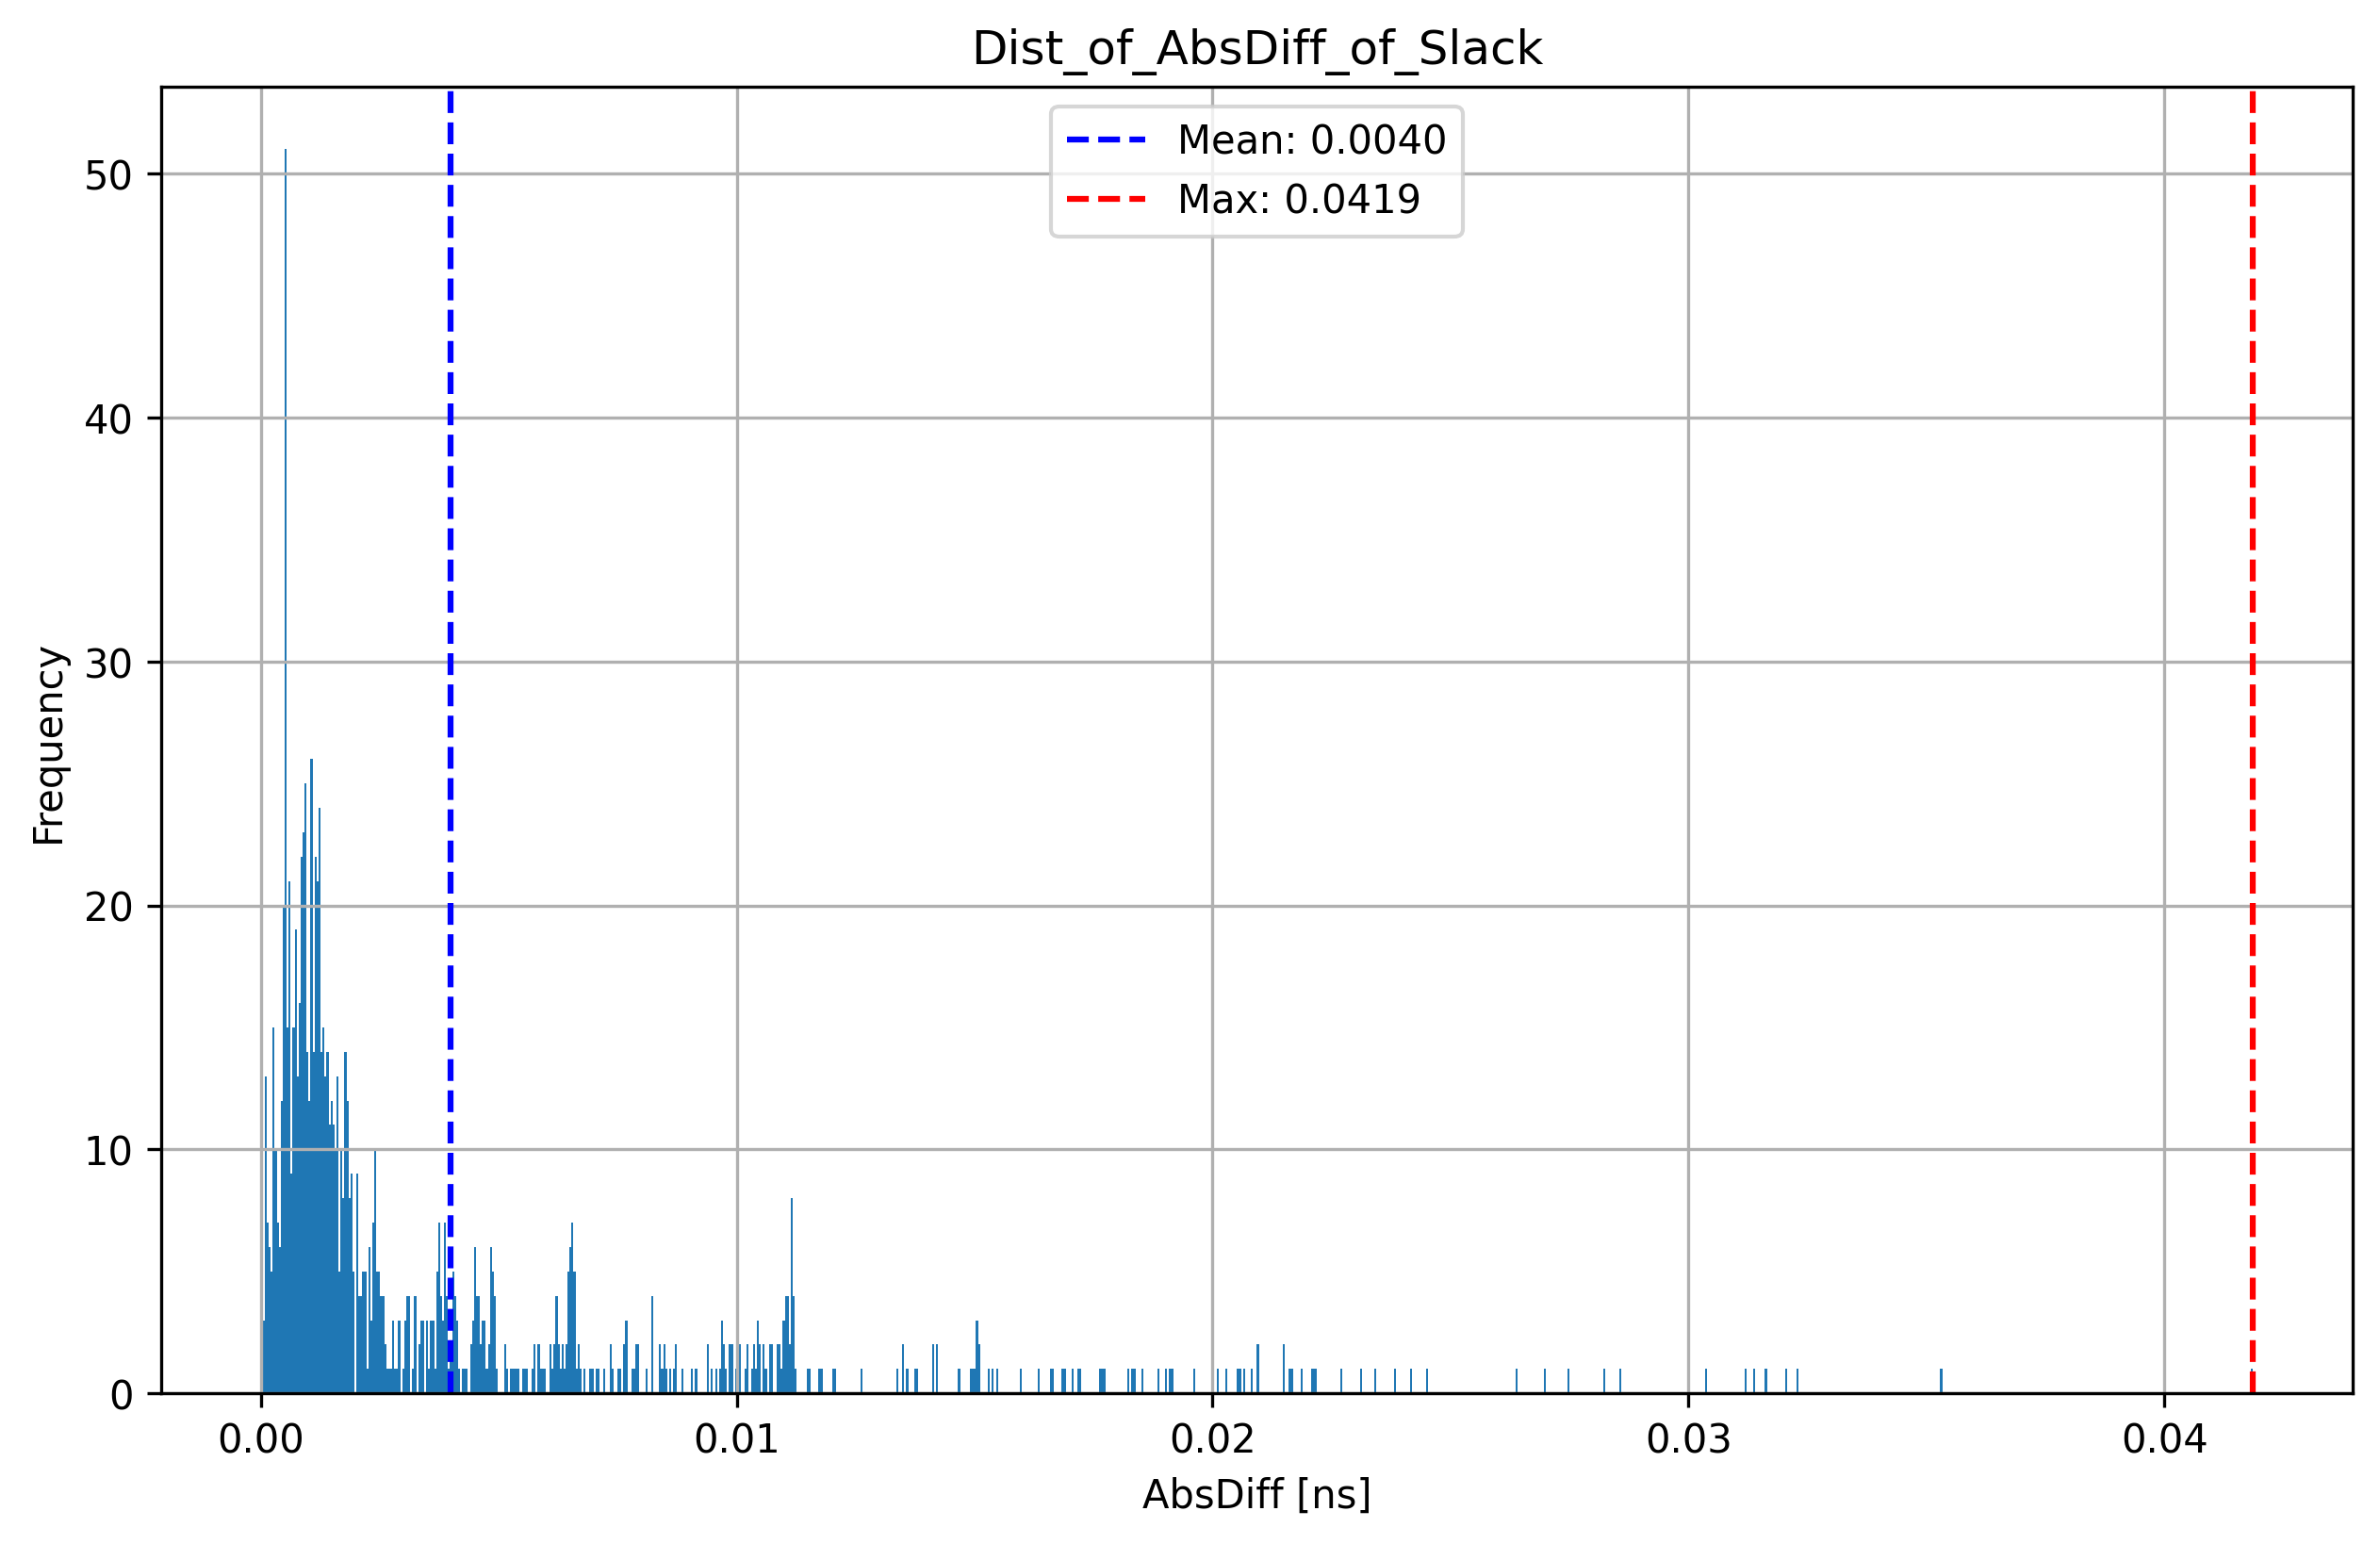 Dist_of_AbsDiff_of_Slack
Mean: 0.0040
Max: 0.0419
Frequency
50
40
30
20
10
0
0.00 0.01 0.02 0.03 0.04
AbsDiff [ns]